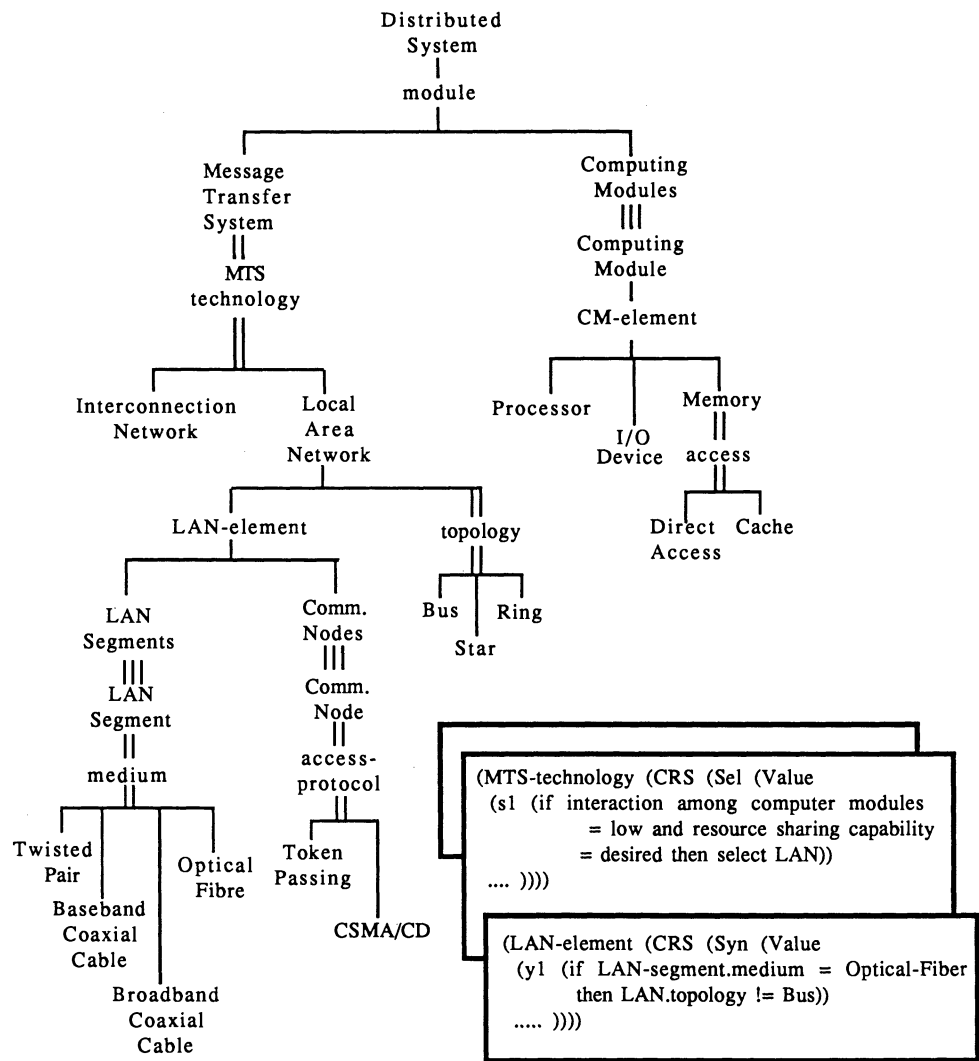 Distributed
System
module
Message
Transfer
System
MTS
technology
Computing
Modules
Computing
Module
CM-element
Interconnection
Network
Local
Area
Network
Processor
I/O
Device
Memory
access
Direct
Access
Cache
LAN-element
topology
Bus
Star
Ring
LAN
Segments
LAN
Segment
medium
Comm.
Nodes
Comm.
Node
access-
protocol
Twisted
Pair
Baseband
Coaxial
Cable
Broadband
Coaxial
Cable
Optical
Fibre
Token
Passing
CSMA/CD
(MTS-technology (CRS (Sel (Value
(s1 (if interaction among computer modules
= low and resource sharing capability
= desired then select LAN))
.... ))))
(LAN-element (CRS (Syn (Value
(y1 (if LAN-segment.medium = Optical-Fiber
then LAN.topology != Bus))
..... ))))